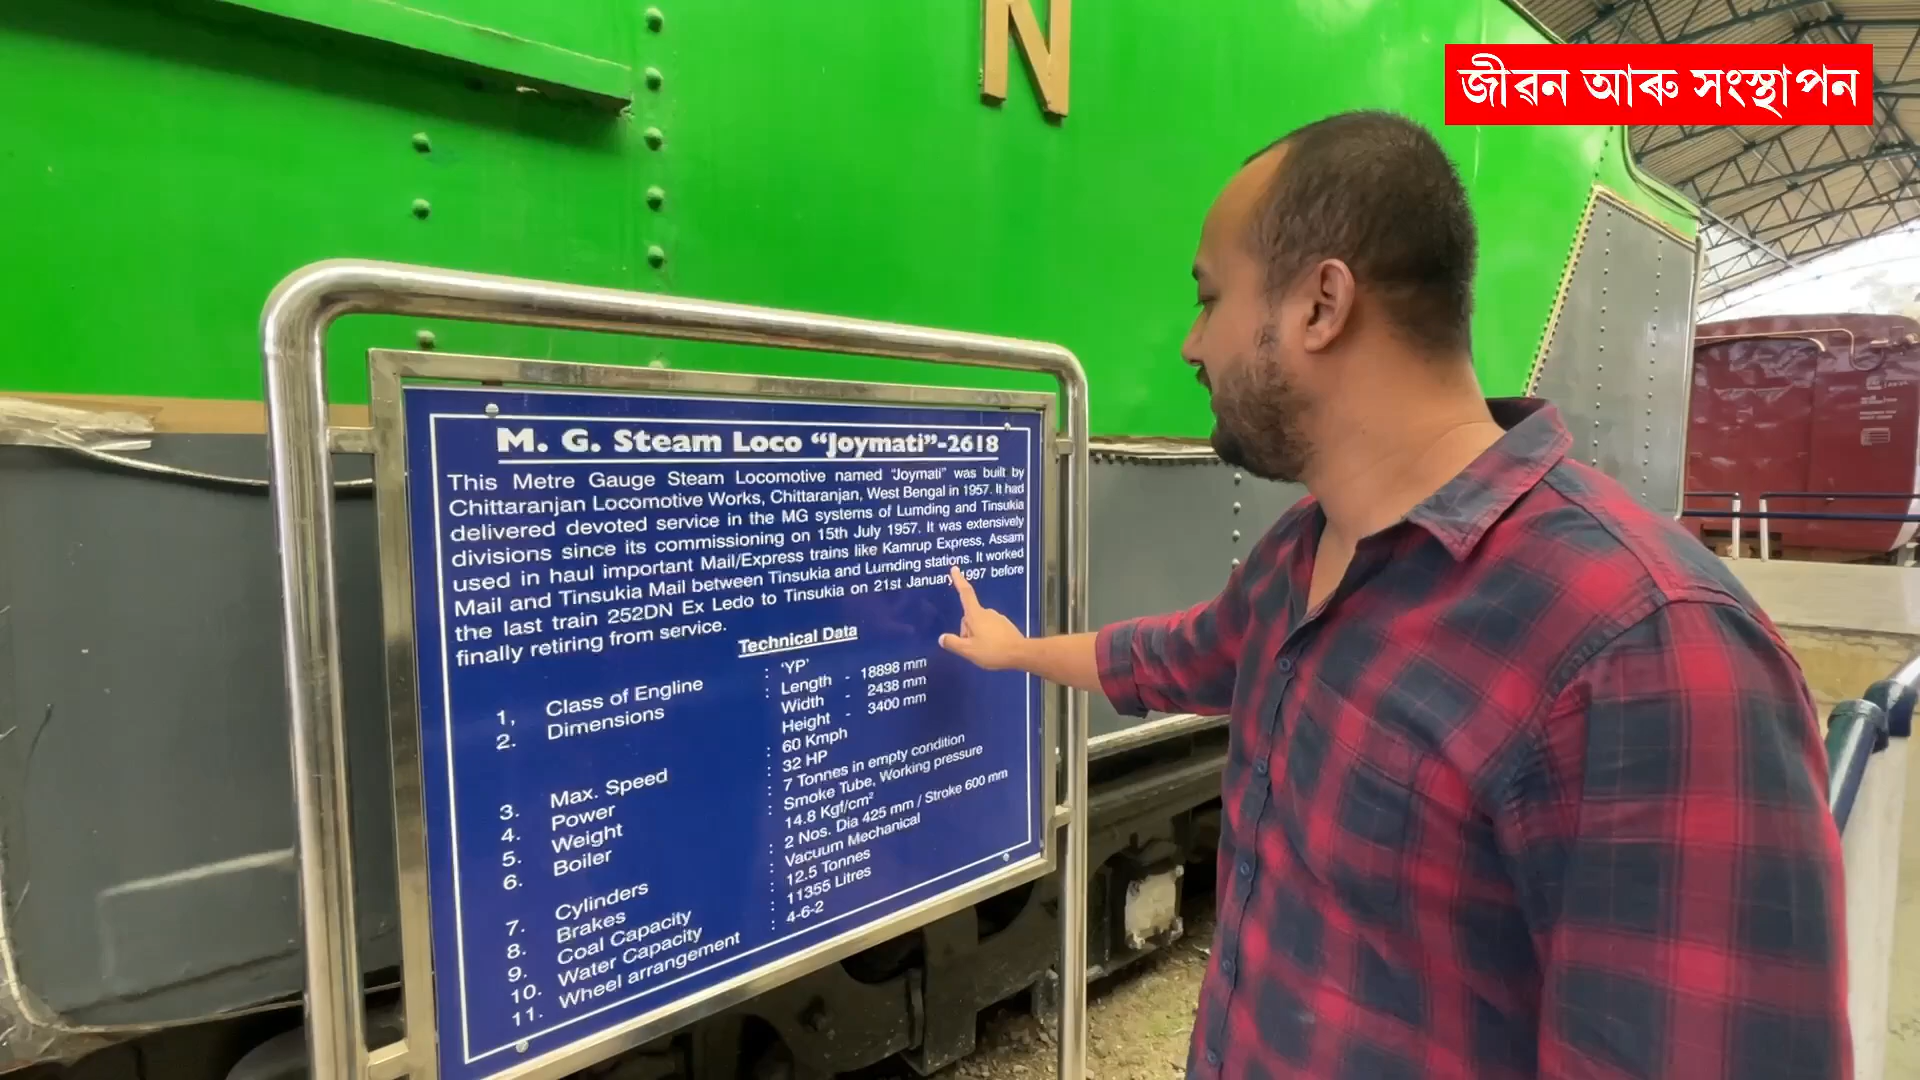 N
জীৱন আৰু সংস্থাপন
M. G. Steam Loco “Joymati”-2618
This Metre Gauge Steam Locomotive named “Joymati” was built by
Chittaranjan Locomotive Works, Chittaranjan, West Bengal in 1957. It had
delivered devoted service in the MG systems of Lumding and Tinsukia
divisions since its commissioning on 15th July 1957. It was extensively
used in haul important Mail/Express trains like Kamrup Express, Assam
Mail and Tinsukia Mail between Tinsukia and Lumding stations. It worked
the last train 252DN Ex Ledo to Tinsukia on 21st January 1997 before
finally retiring from service.
Technical Data
1, Class of Engline : ‘YP’
2. Dimensions : Length - 18898 mm
Width - 2438 mm
Height - 3400 mm
3. Max. Speed : 60 Kmph
4. Power : 32 HP
5. Weight : 7 Tonnes in empty condition
6. Boiler : Smoke Tube, Working pressure
14.8 Kgf/cm²
7. Cylinders : 2 Nos. Dia 425 mm / Stroke 600 mm
8. Brakes : Vacuum Mechanical
9. Coal Capacity : 12.5 Tonnes
10. Water Capacity : 11355 Litres
11. Wheel arrangement : 4-6-2